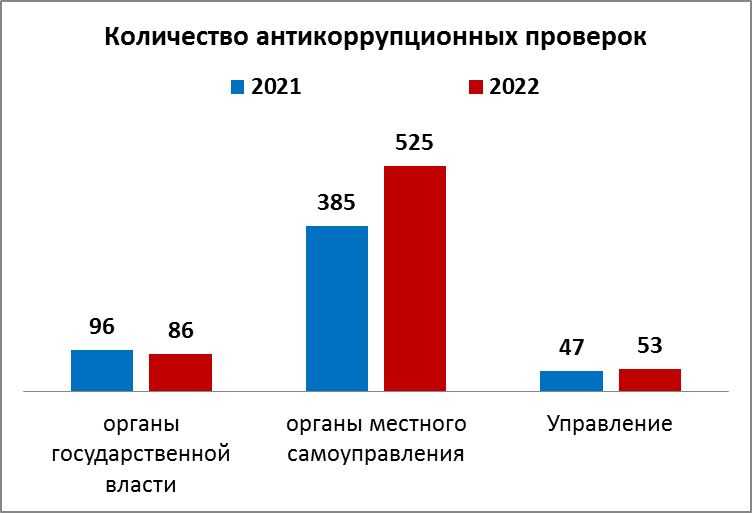 Количество антикоррупционных проверок
2021 2022
525
385
96 86
47 53
органы государственной власти
органы местного самоуправления
Управление